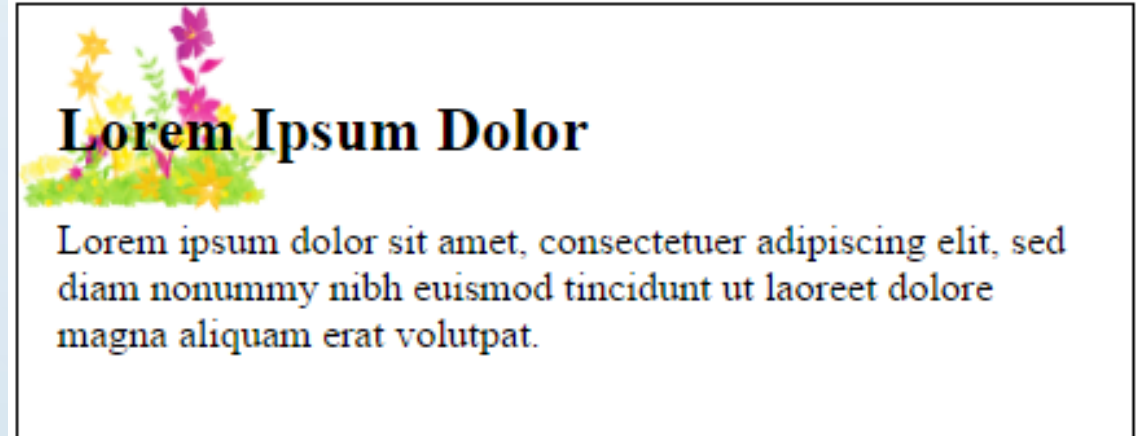 Lorem Ipsum Dolor
Lorem ipsum dolor sit amet, consectetuer adipiscing elit, sed
diam nonummy nibh euismod tincidunt ut laoreet dolore
magna aliquam erat volutpat.